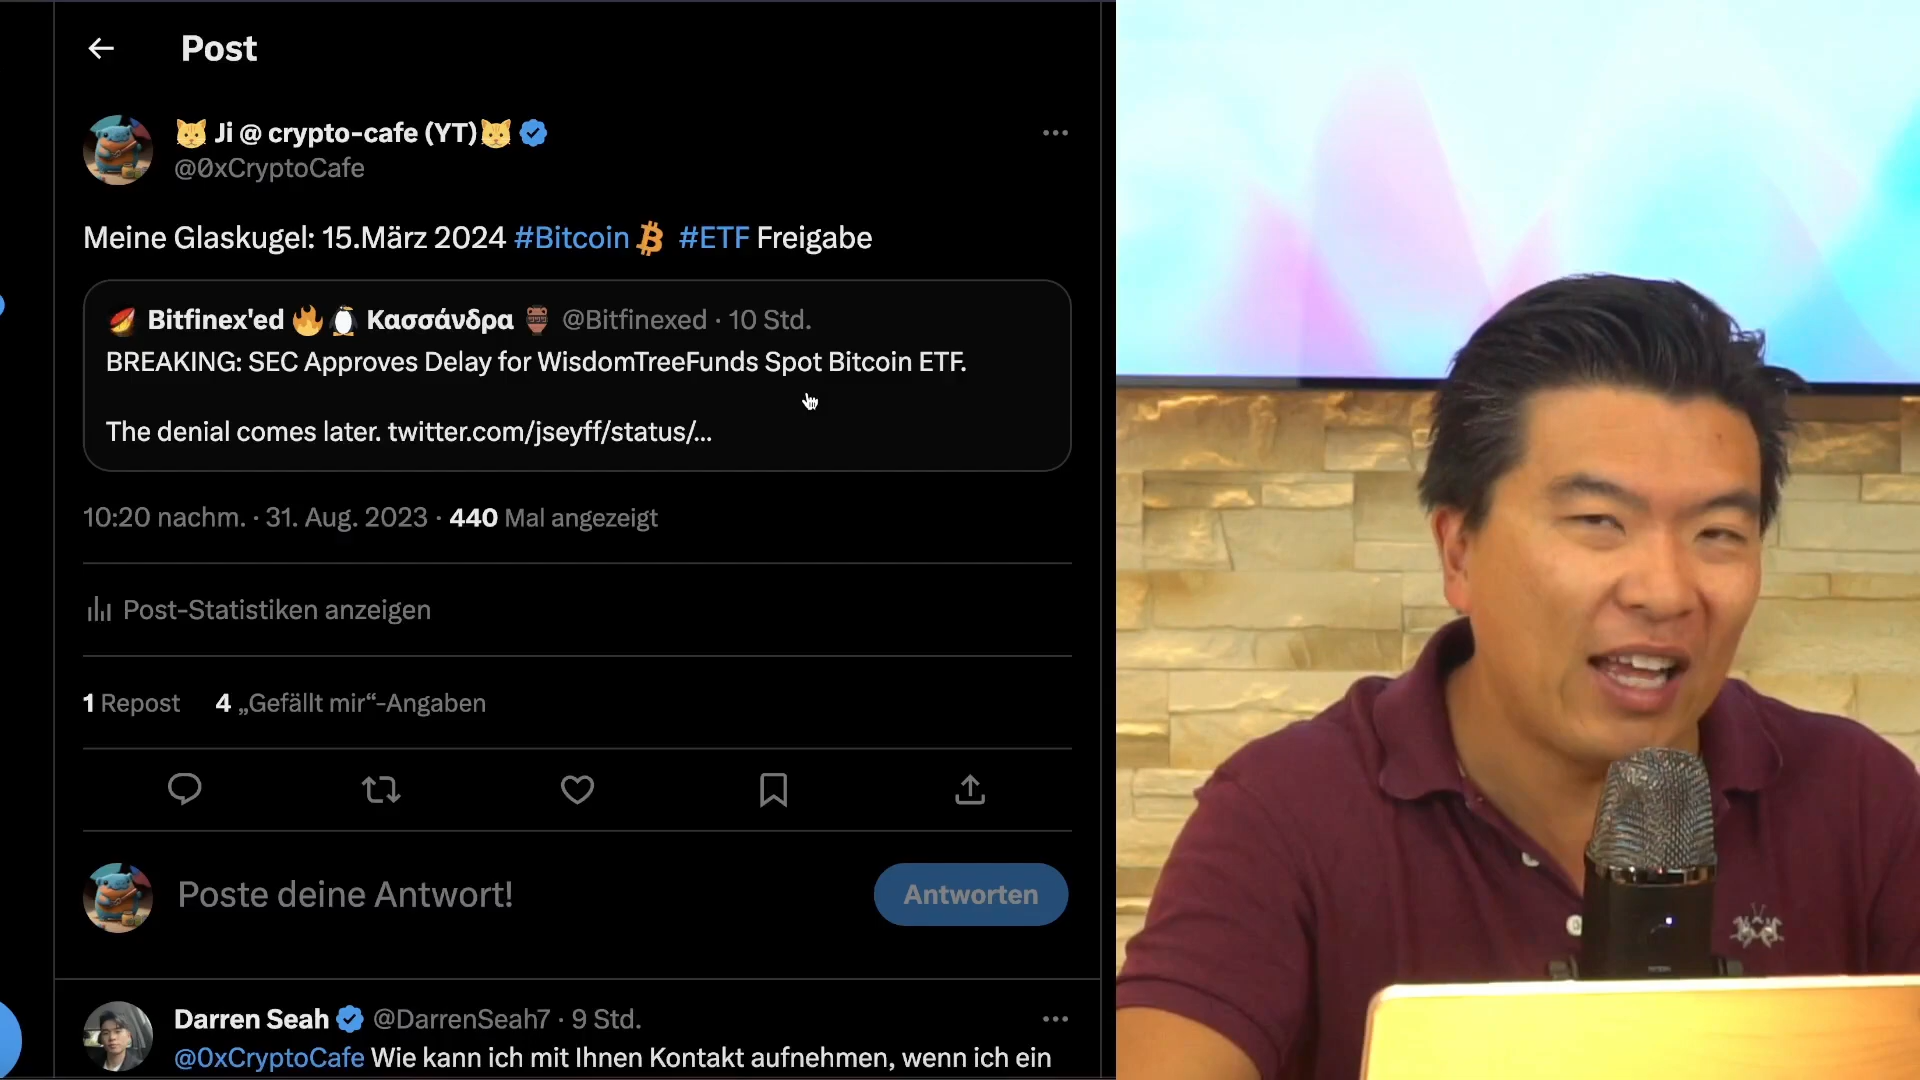 Post
🐱 Ji @ crypto-cafe (YT)🐱
@0xCryptoCafe
Meine Glaskugel: 15.März 2024 #Bitcoin #ETF Freigabe
Bitfinex'ed 🔥🐧 Κασσάνδρα 🏺 @Bitfinexed · 10 Std.
BREAKING: SEC Approves Delay for WisdomTreeFunds Spot Bitcoin ETF.
The denial comes later. twitter.com/jseyff/status/...
10:20 nachm. · 31. Aug. 2023 · 440 Mal angezeigt
Post-Statistiken anzeigen
1 Repost 4 „Gefällt mir“-Angaben
Poste deine Antwort!
Antworten
Darren Seah @DarrenSeah7 · 9 Std.
@0xCryptoCafe Wie kann ich mit Ihnen Kontakt aufnehmen, wenn ich ein